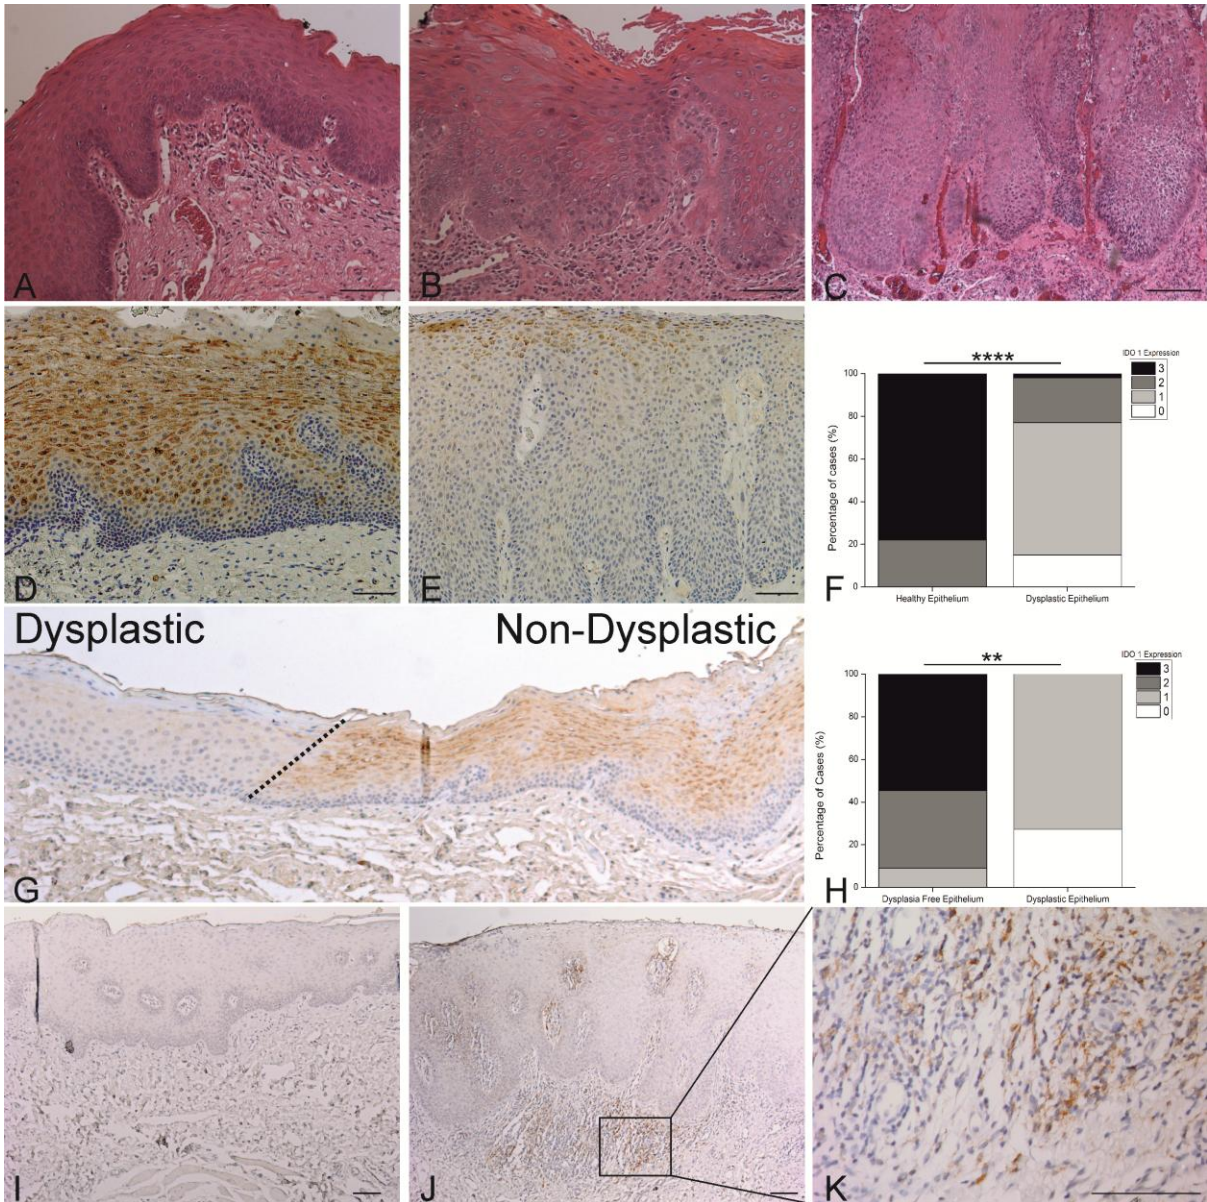 A
B
C
D
E
****
IDO 1 Expression
3
2
1
0
100
80
60
40
20
0
Percentage of cases (%)
Healthy Epithelium Dysplastic Epithelium
F
Dysplastic Non-Dysplastic
G
**
IDO 1 Expression
3
2
1
0
100
80
60
40
20
0
Percentage of Cases (%)
Dysplasia Free Epithelium Dysplastic Epithelium
H
I
J
K